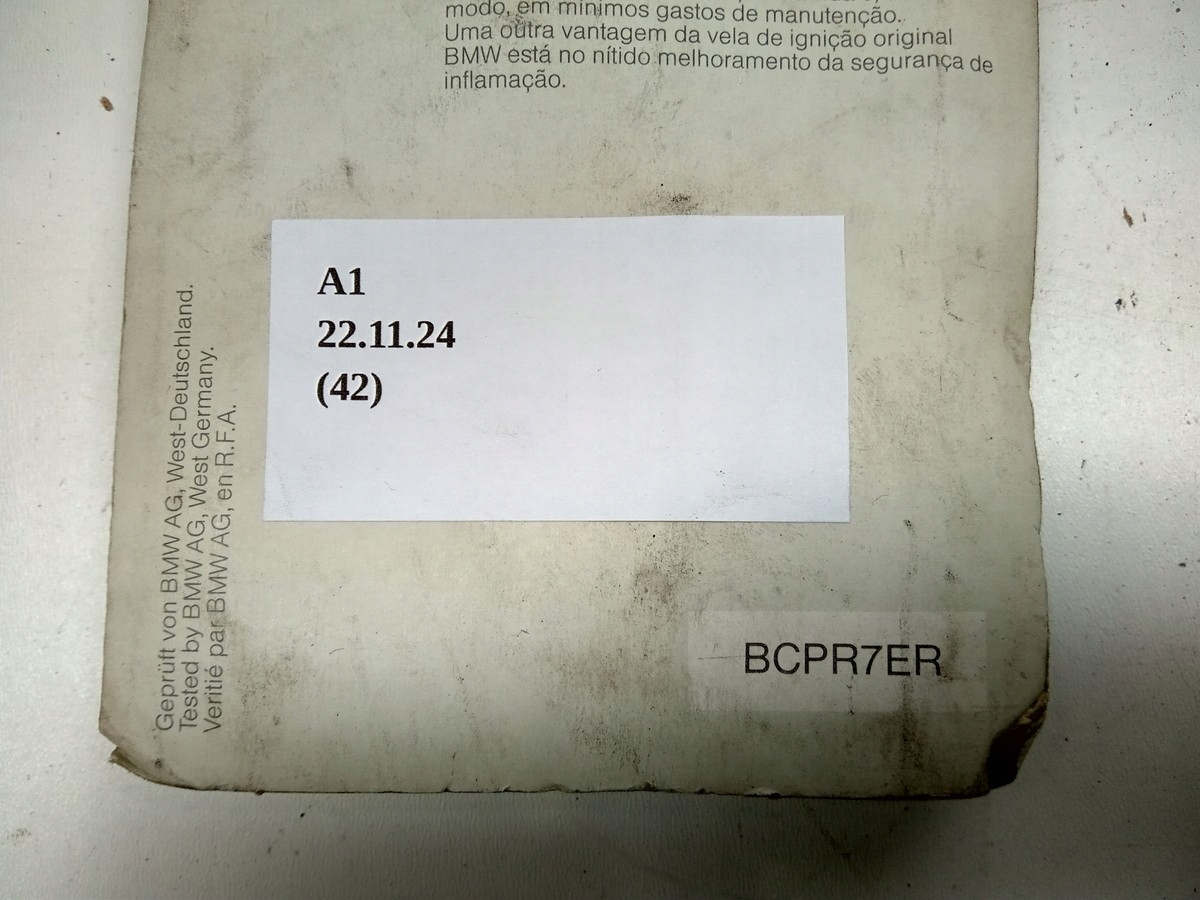 modo, em mínimos gastos de manutenção.
Uma outra vantagem da vela de ignição original
BMW está no nítido melhoramento da segurança de
inflamação.
A1
22.11.24
(42)
Geprüft von BMW AG, West-Deutschland.
Tested by BMW AG, West Germany.
Veritié par BMW AG, en R.F.A.
BCPR7ER